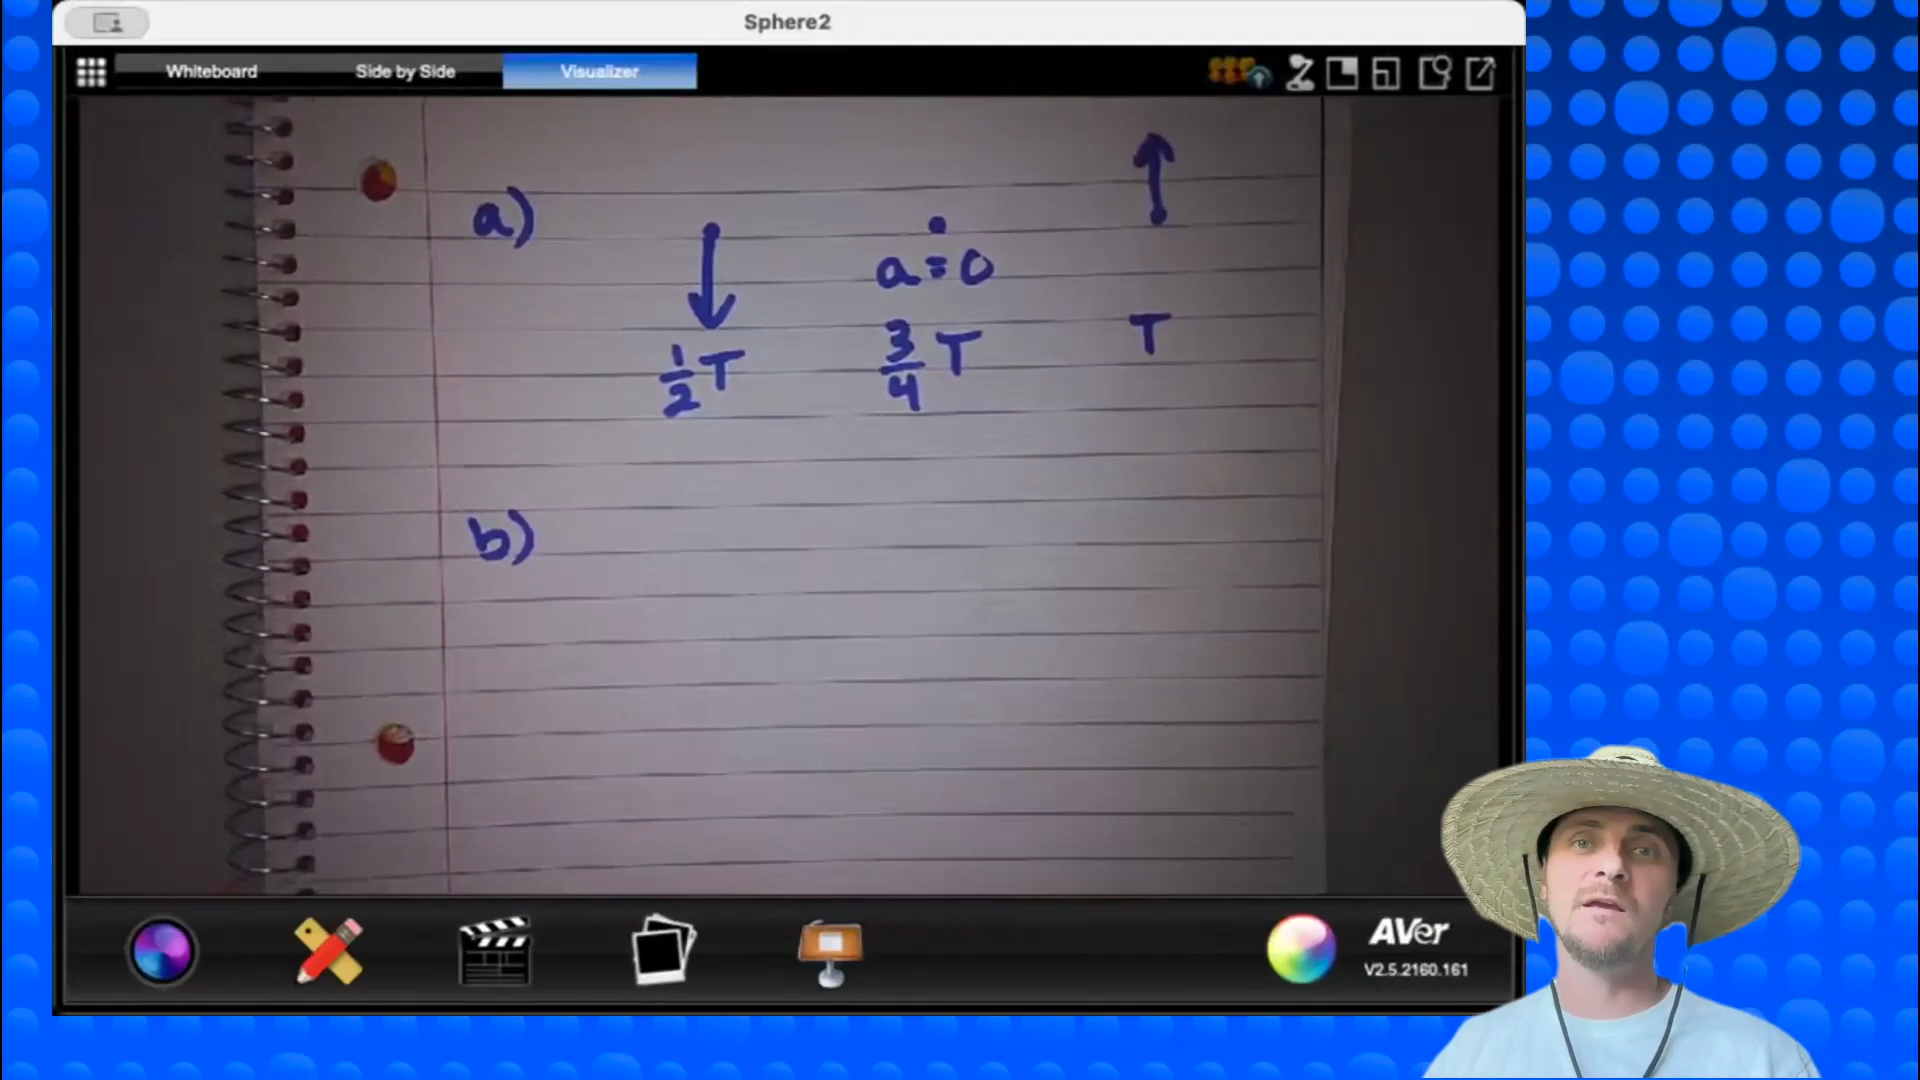 Sphere2
Whiteboard Side by Side Visualizer
a)
a = 0
1/2 T 3/4 T T
b)
AVer
V2.5.2160.161